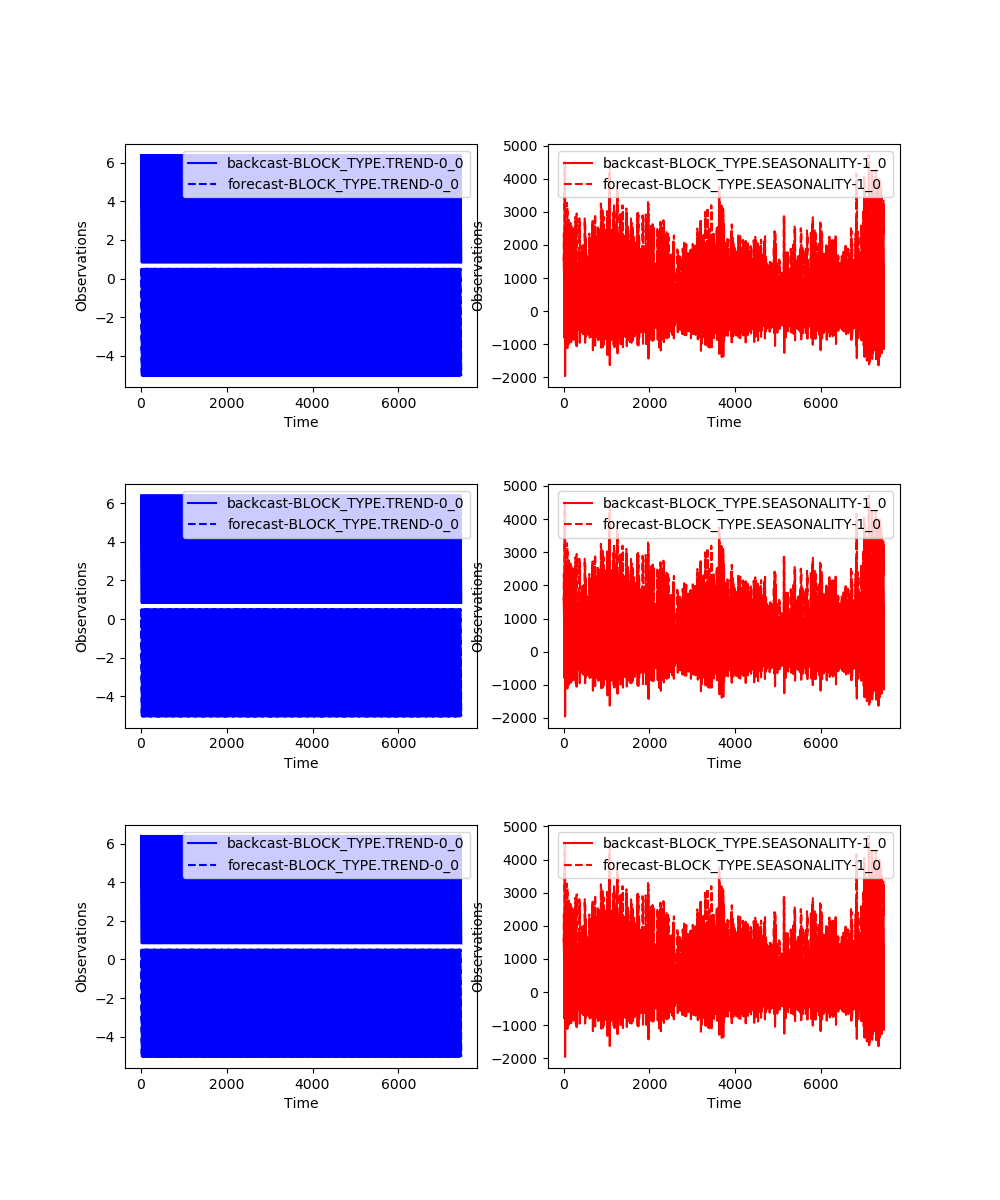 backcast-BLOCK_TYPE.TREND-0_0
forecast-BLOCK_TYPE.TREND-0_0
6
4
2
0
−2
−4
Observations
0 2000 4000 6000
Time
backcast-BLOCK_TYPE.SEASONALITY-1_0
forecast-BLOCK_TYPE.SEASONALITY-1_0
5000
4000
3000
2000
1000
0
−1000
−2000
Observations
0 2000 4000 6000
Time
backcast-BLOCK_TYPE.TREND-0_0
forecast-BLOCK_TYPE.TREND-0_0
6
4
2
0
−2
−4
Observations
0 2000 4000 6000
Time
backcast-BLOCK_TYPE.SEASONALITY-1_0
forecast-BLOCK_TYPE.SEASONALITY-1_0
5000
4000
3000
2000
1000
0
−1000
−2000
Observations
0 2000 4000 6000
Time
backcast-BLOCK_TYPE.TREND-0_0
forecast-BLOCK_TYPE.TREND-0_0
6
4
2
0
−2
−4
Observations
0 2000 4000 6000
Time
backcast-BLOCK_TYPE.SEASONALITY-1_0
forecast-BLOCK_TYPE.SEASONALITY-1_0
5000
4000
3000
2000
1000
0
−1000
−2000
Observations
0 2000 4000 6000
Time